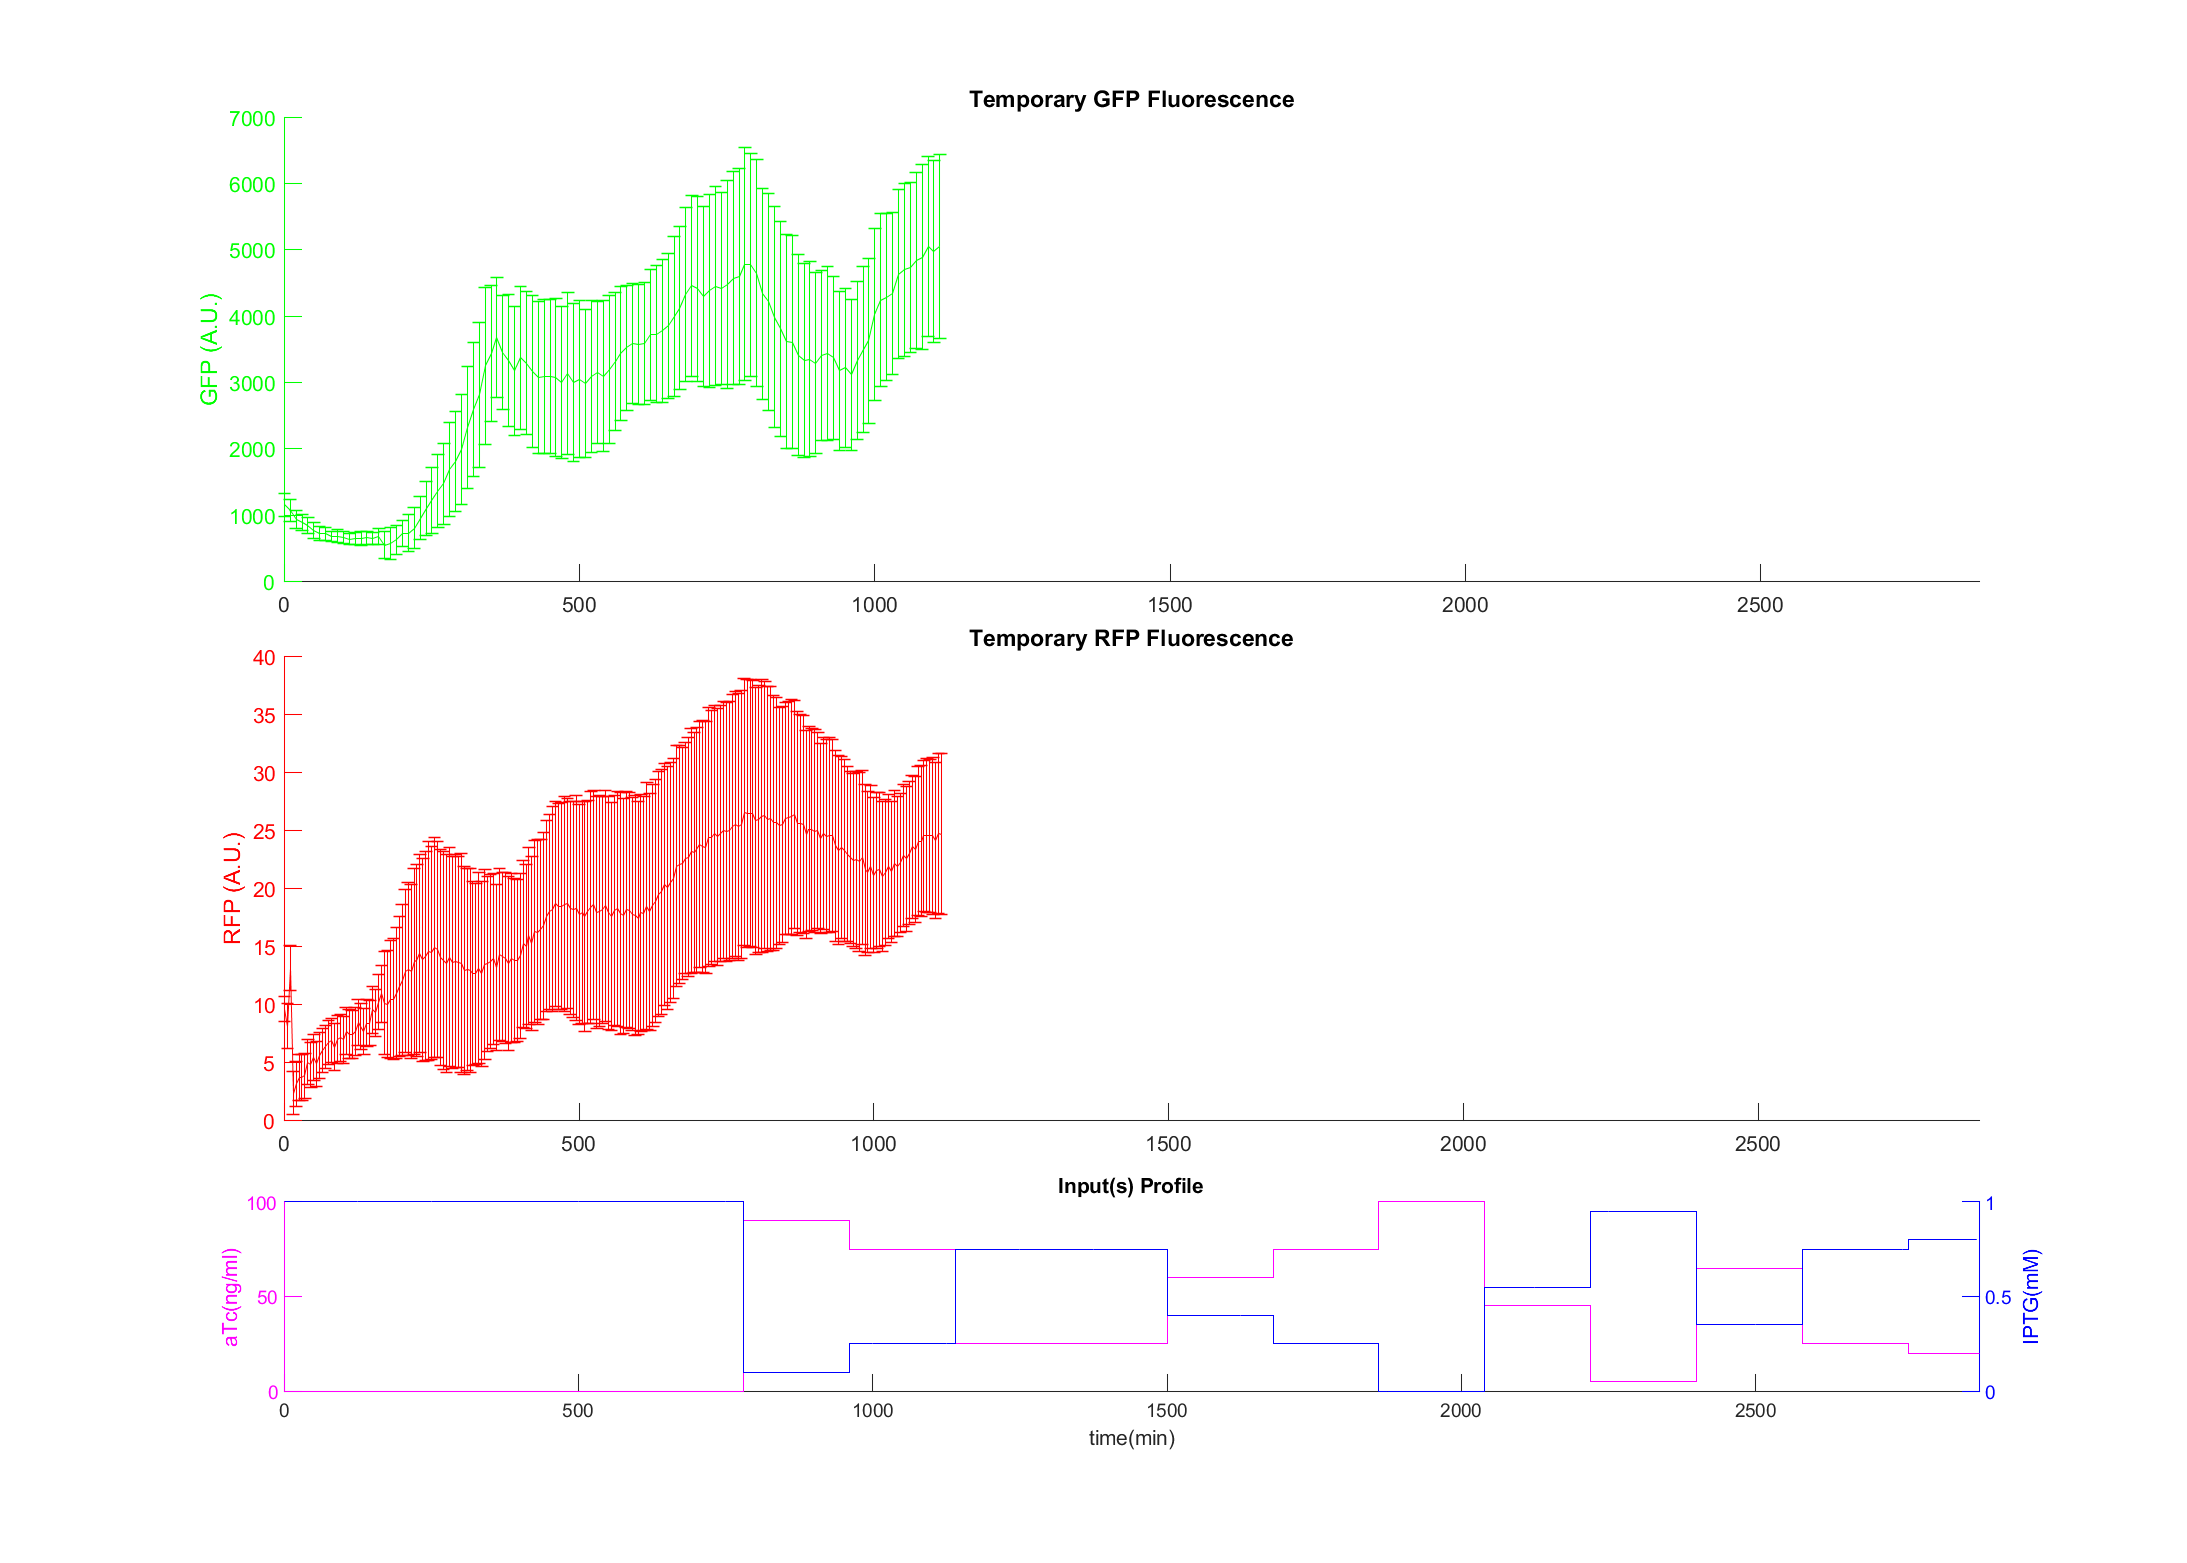 Temporary GFP Fluorescence
7000
6000
5000
4000
3000
2000
1000
0
GFP (A.U.)
0 500 1000 1500 2000 2500
Temporary RFP Fluorescence
40
35
30
25
20
15
10
5
0
RFP (A.U.)
0 500 1000 1500 2000 2500
Input(s) Profile
100
50
0
aTc(ng/ml)
1
0.5
0
IPTG(mM)
0 500 1000 1500 2000 2500
time(min)